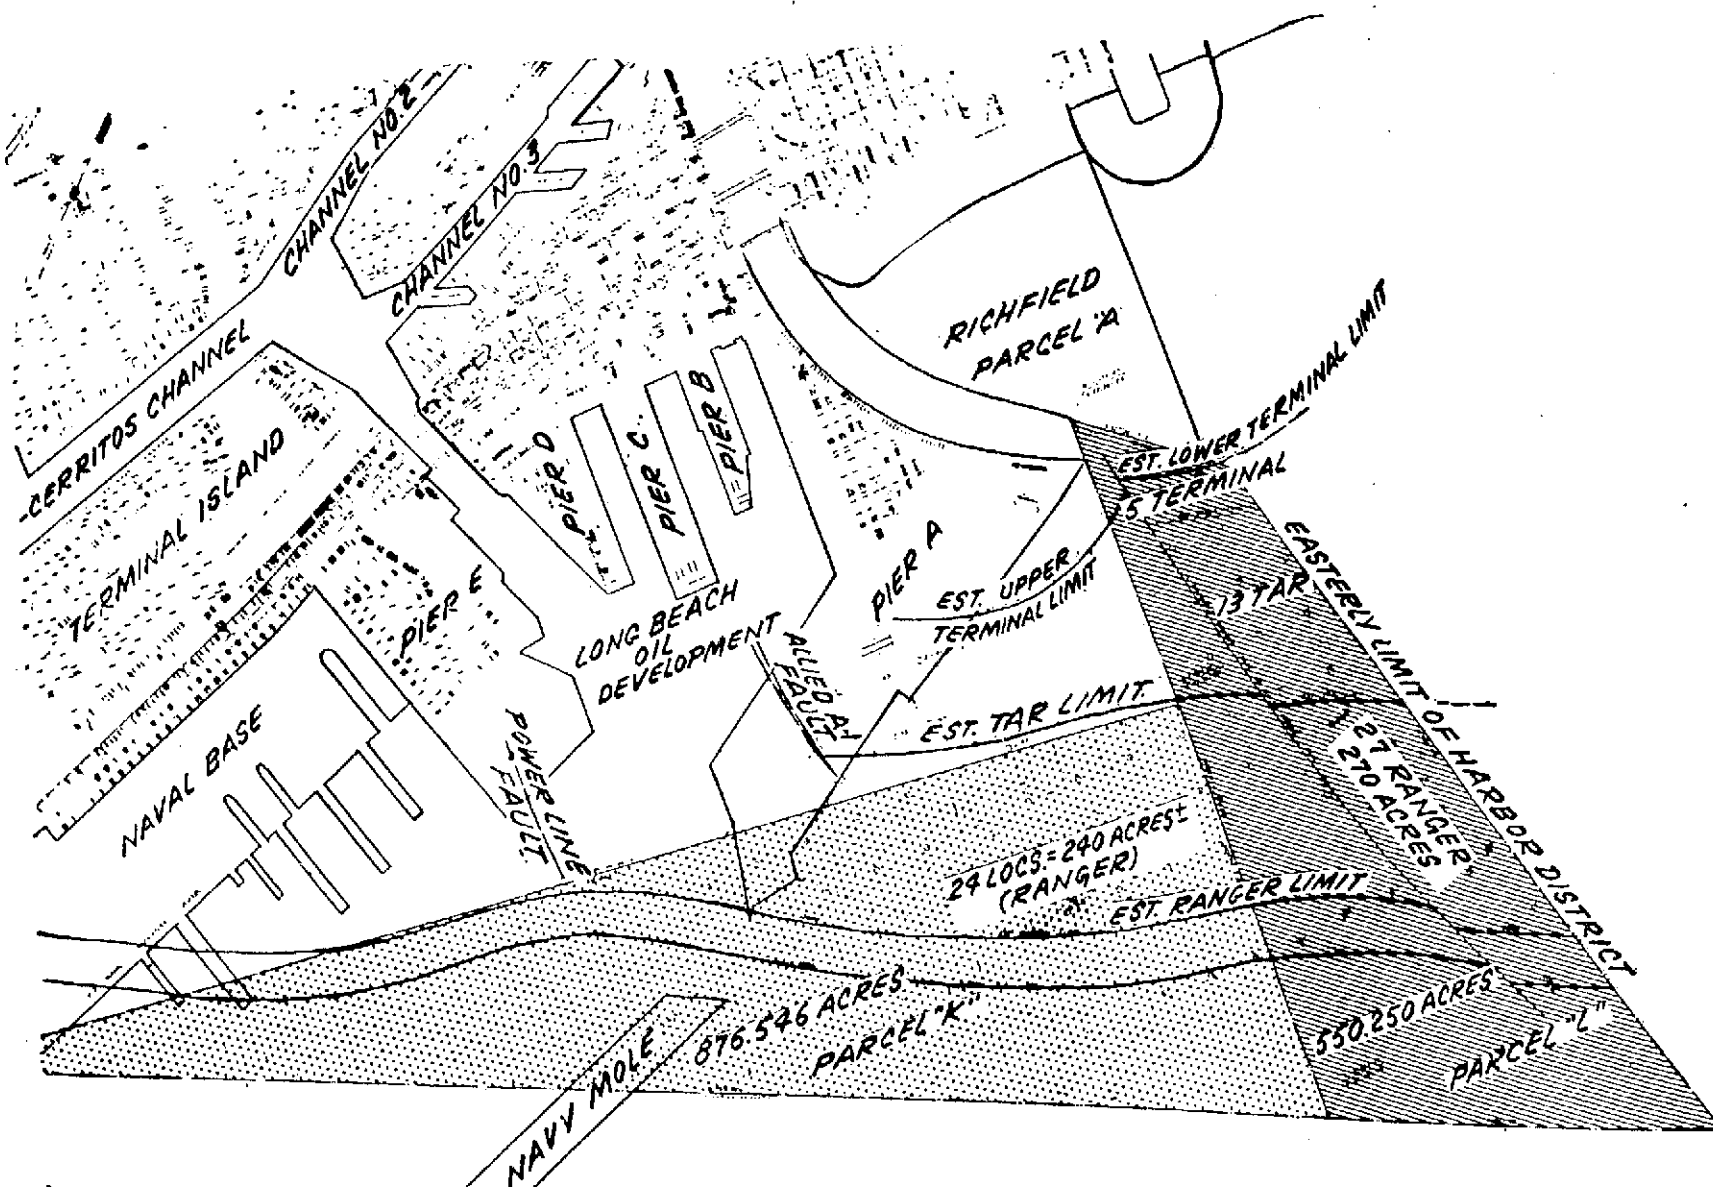 CHANNEL NO.2
CHANNEL NO.3
CERRITOS CHANNEL
TERMINAL ISLAND
NAVAL BASE
PIER E
PIER D
PIER C
PIER B
PIER A
RICHFIELD
PARCEL "A"
EST. LOWER TERMINAL LIMIT
5 TERMINAL
EST. UPPER
TERMINAL LIMIT
13 TAR
EASTERLY LIMIT OF HARBOR DISTRICT
LONG BEACH
OIL
DEVELOPMENT
ALLIED A-1
FAULT
EST. TAR LIMIT
27 RANGER
270 ACRES
POWER LINE
FAULT
24 LOCS = 240 ACRES±
(RANGER)
EST. RANGER LIMIT
876.546 ACRES
PARCEL "K"
550.250 ACRES
PARCEL "L"
NAVY MOLE